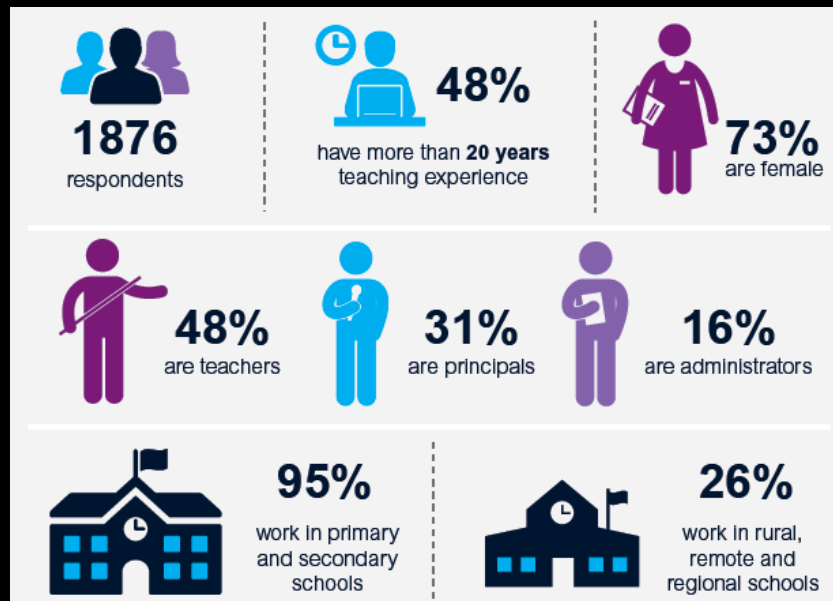 1876
respondents
48%
have more than 20 years
teaching experience
73%
are female
48%
are teachers
31%
are principals
16%
are administrators
95%
work in primary
and secondary
schools
26%
work in rural,
remote and
regional schools